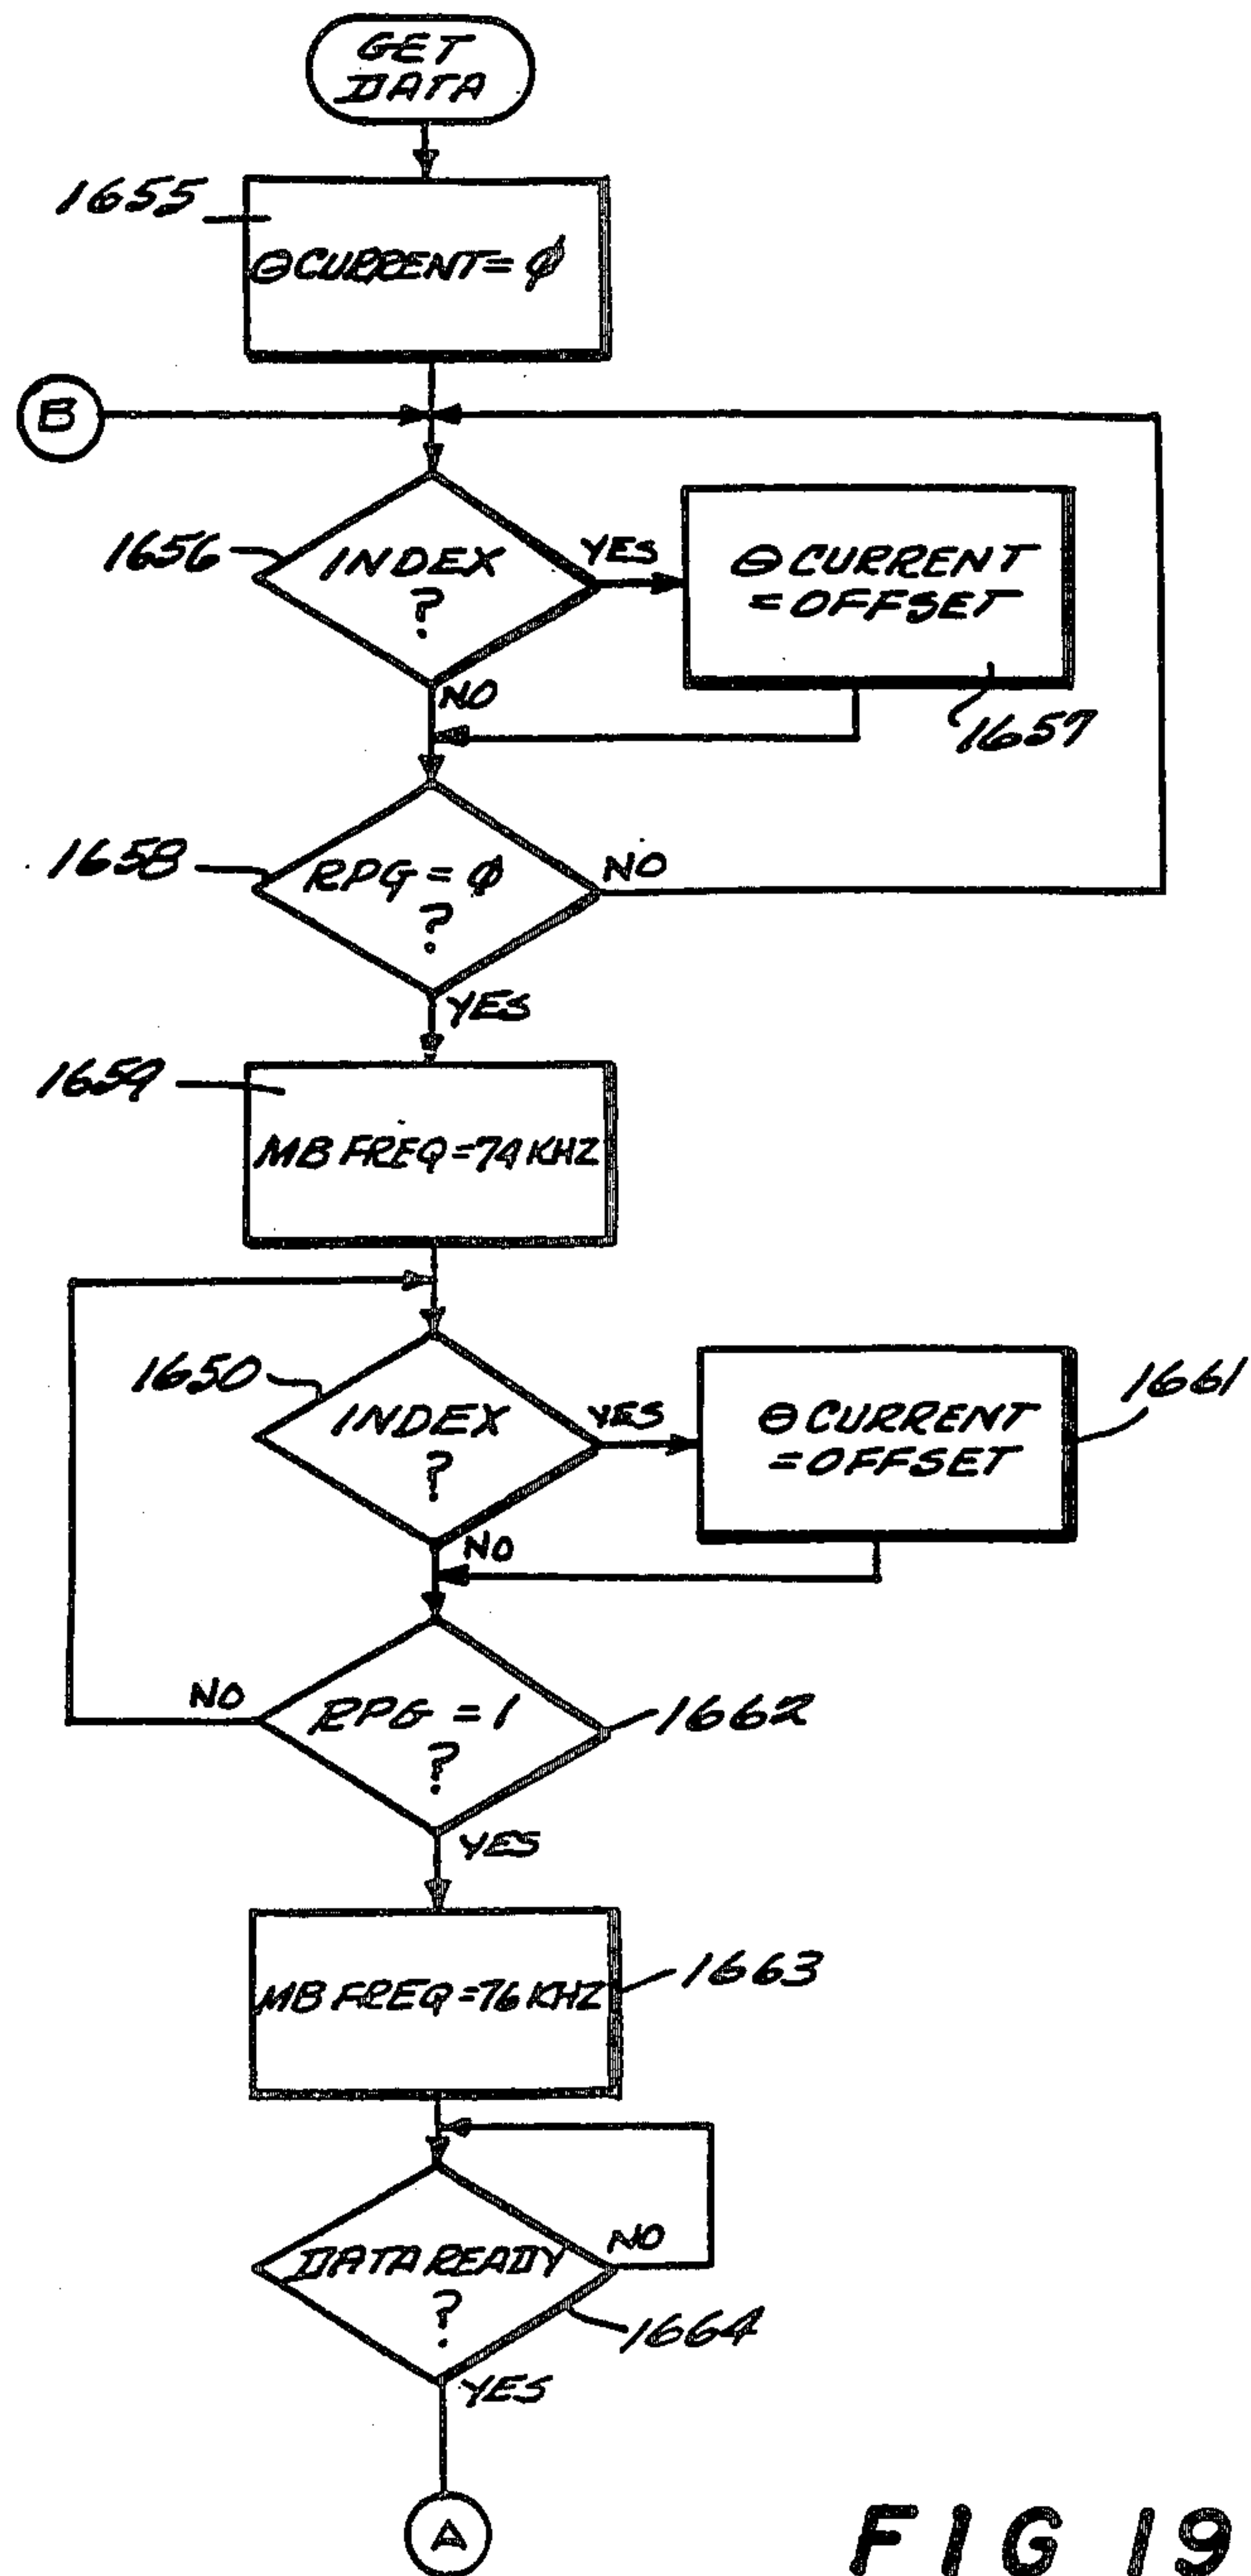 GET
DATA
1655
ΘCURRENT=ϕ
B
1656
INDEX
?
YES
ΘCURRENT
=OFFSET
NO
1657
1658
RPG=ϕ
?
NO
YES
1659
MB FREQ=74KHZ
1650
INDEX
?
YES
ΘCURRENT
=OFFSET
1661
NO
RPG=1
?
NO
1662
YES
MB FREQ=76KHZ
1663
DATA READY
?
NO
1664
YES
A
FIG 19